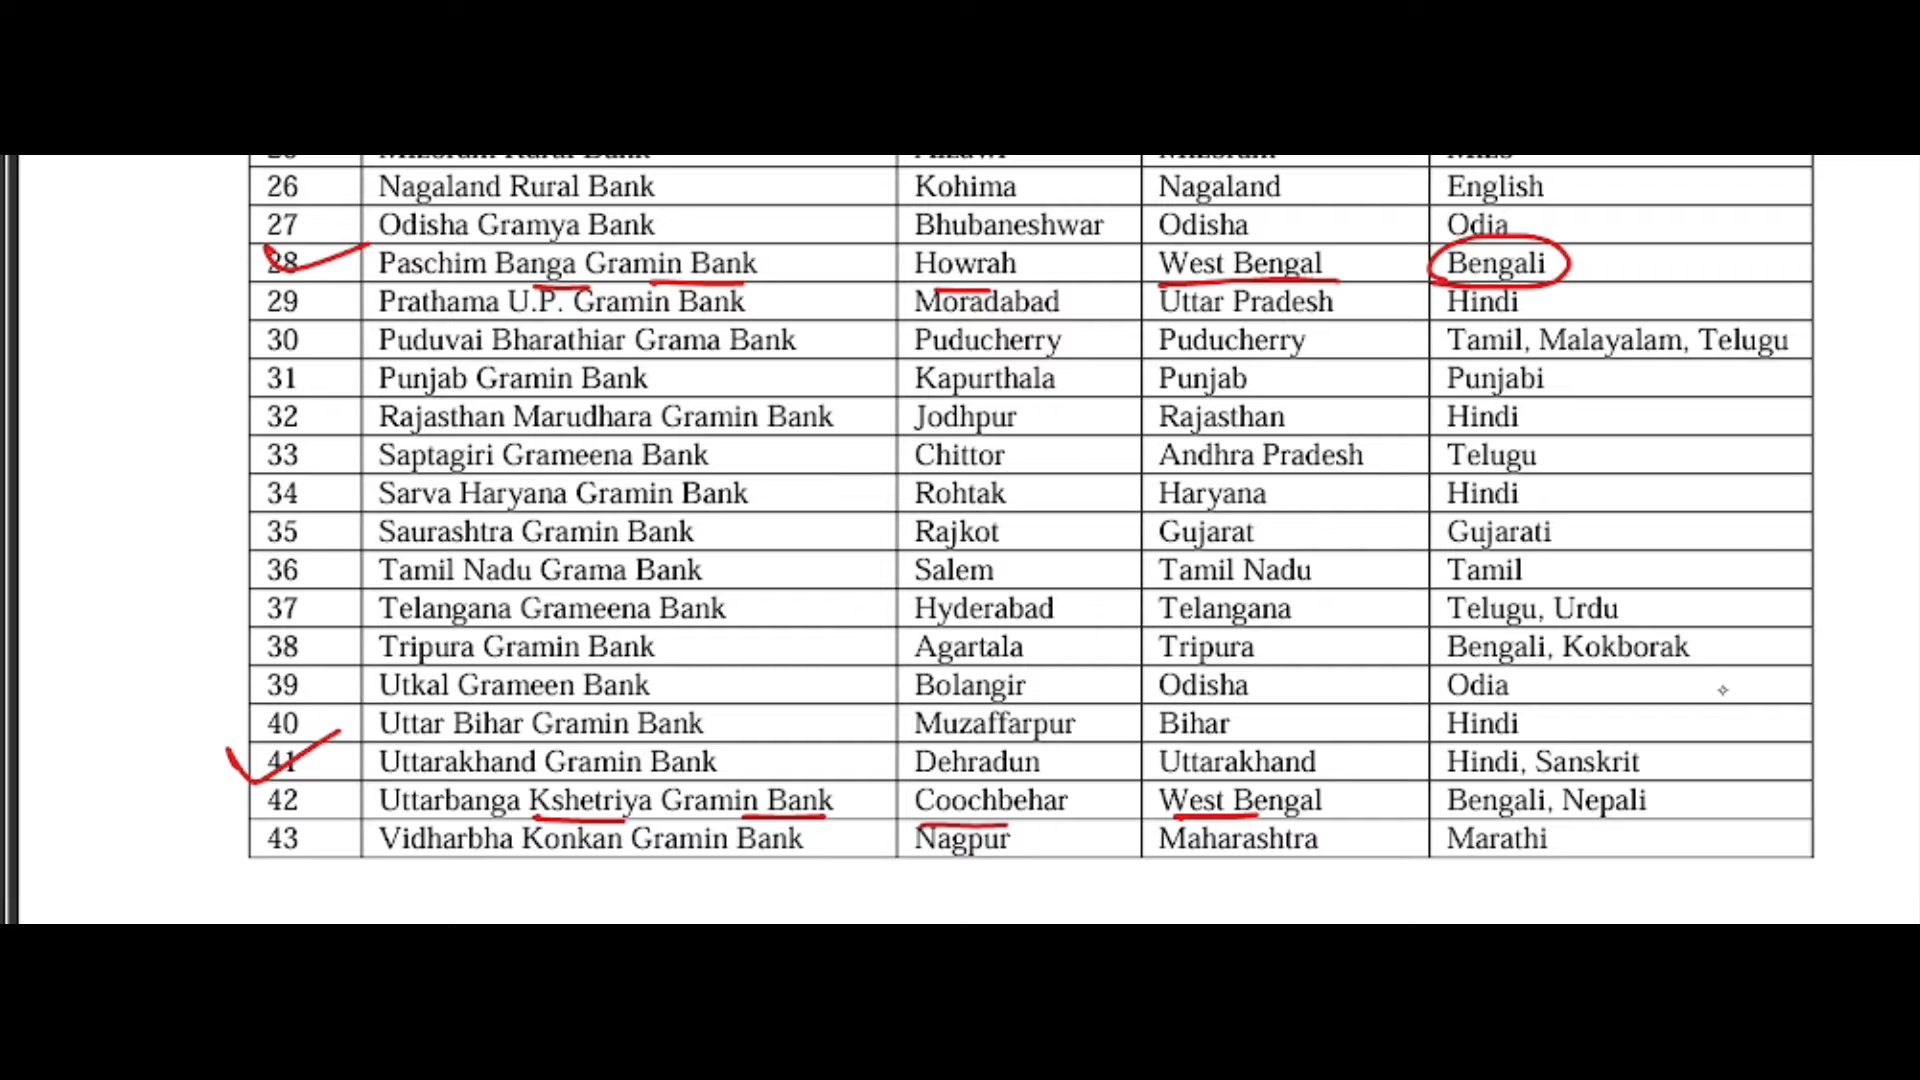 26 Nagaland Rural Bank Kohima Nagaland English
27 Odisha Gramya Bank Bhubaneshwar Odisha Odia
28 Paschim Banga Gramin Bank Howrah West Bengal Bengali
29 Prathama U.P. Gramin Bank Moradabad Uttar Pradesh Hindi
30 Puduvai Bharathiar Grama Bank Puducherry Puducherry Tamil, Malayalam, Telugu
31 Punjab Gramin Bank Kapurthala Punjab Punjabi
32 Rajasthan Marudhara Gramin Bank Jodhpur Rajasthan Hindi
33 Saptagiri Grameena Bank Chittor Andhra Pradesh Telugu
34 Sarva Haryana Gramin Bank Rohtak Haryana Hindi
35 Saurashtra Gramin Bank Rajkot Gujarat Gujarati
36 Tamil Nadu Grama Bank Salem Tamil Nadu Tamil
37 Telangana Grameena Bank Hyderabad Telangana Telugu, Urdu
38 Tripura Gramin Bank Agartala Tripura Bengali, Kokborak
39 Utkal Grameen Bank Bolangir Odisha Odia
40 Uttar Bihar Gramin Bank Muzaffarpur Bihar Hindi
41 Uttarakhand Gramin Bank Dehradun Uttarakhand Hindi, Sanskrit
42 Uttarbanga Kshetriya Gramin Bank Coochbehar West Bengal Bengali, Nepali
43 Vidharbha Konkan Gramin Bank Nagpur Maharashtra Marathi